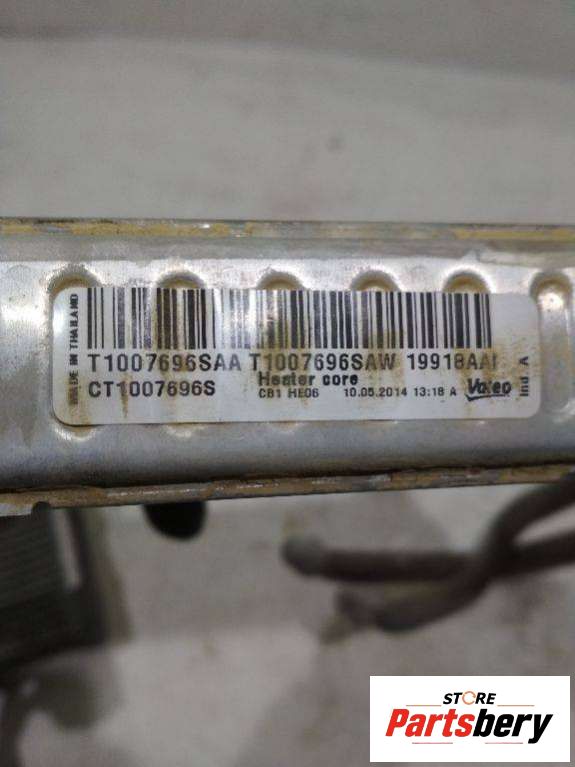 MADE IN THAILAND
T1007696SAA T1007696SAW 19918AAI
CT1007696S Heater core
CB1 HE06 10.05.2014 13:18 A Valeo
Ind A
STORE
Partsbery